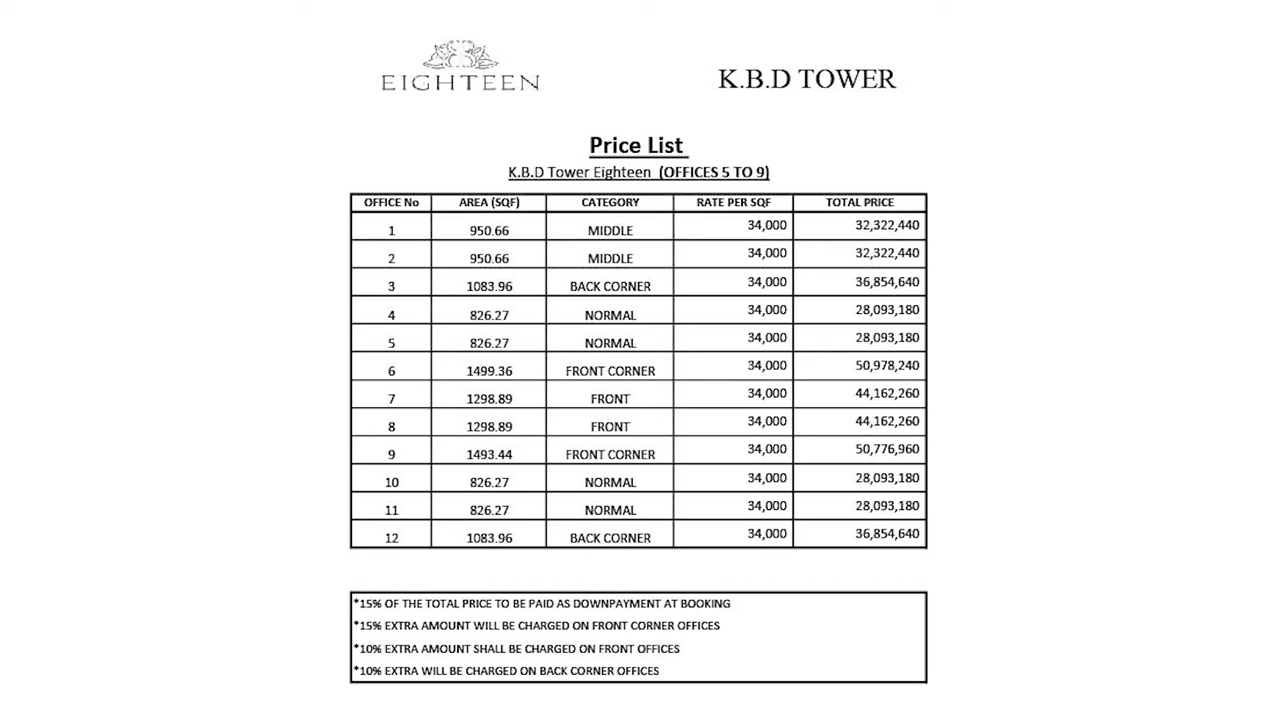 EIGHTEEN
K.B.D TOWER
Price List
K.B.D Tower Eighteen (OFFICES 5 TO 9)
OFFICE No AREA (SQF) CATEGORY RATE PER SQF TOTAL PRICE
1 950.66 MIDDLE 34,000 32,322,440
2 950.66 MIDDLE 34,000 32,322,440
3 1083.96 BACK CORNER 34,000 36,854,640
4 826.27 NORMAL 34,000 28,093,180
5 826.27 NORMAL 34,000 28,093,180
6 1499.36 FRONT CORNER 34,000 50,978,240
7 1298.89 FRONT 34,000 44,162,260
8 1298.89 FRONT 34,000 44,162,260
9 1493.44 FRONT CORNER 34,000 50,776,960
10 826.27 NORMAL 34,000 28,093,180
11 826.27 NORMAL 34,000 28,093,180
12 1083.96 BACK CORNER 34,000 36,854,640
*15% OF THE TOTAL PRICE TO BE PAID AS DOWNPAYMENT AT BOOKING
*15% EXTRA AMOUNT WILL BE CHARGED ON FRONT CORNER OFFICES
*10% EXTRA AMOUNT SHALL BE CHARGED ON FRONT OFFICES
*10% EXTRA WILL BE CHARGED ON BACK CORNER OFFICES